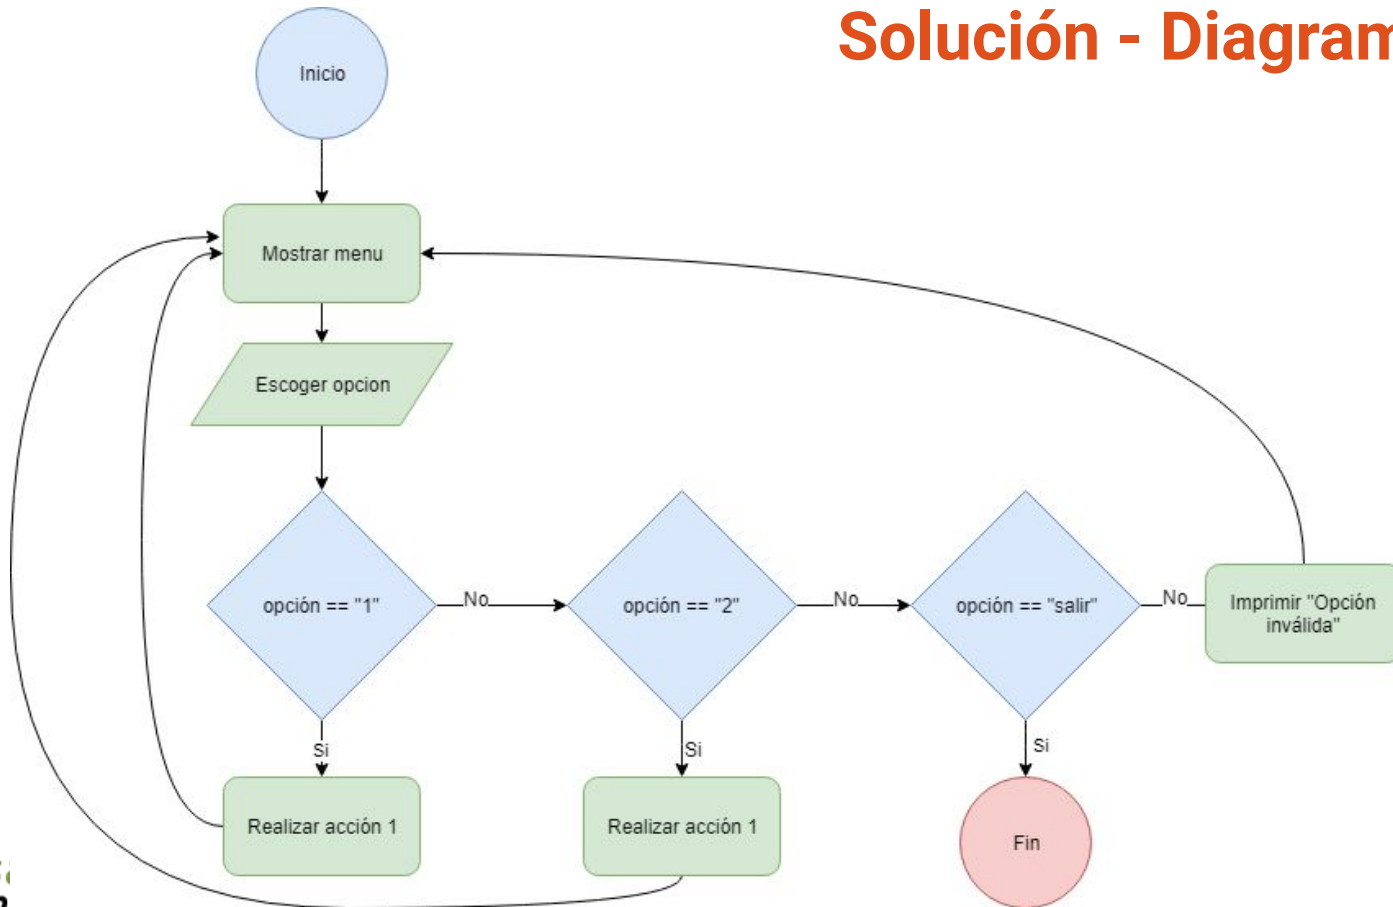 Solución - Diagram
Inicio
Mostrar menu
Escoger opcion
opción == "1"
No
opción == "2"
No
opción == "salir"
No
Imprimir "Opción
inválida"
Si
Si
Si
Realizar acción 1
Realizar acción 1
Fin